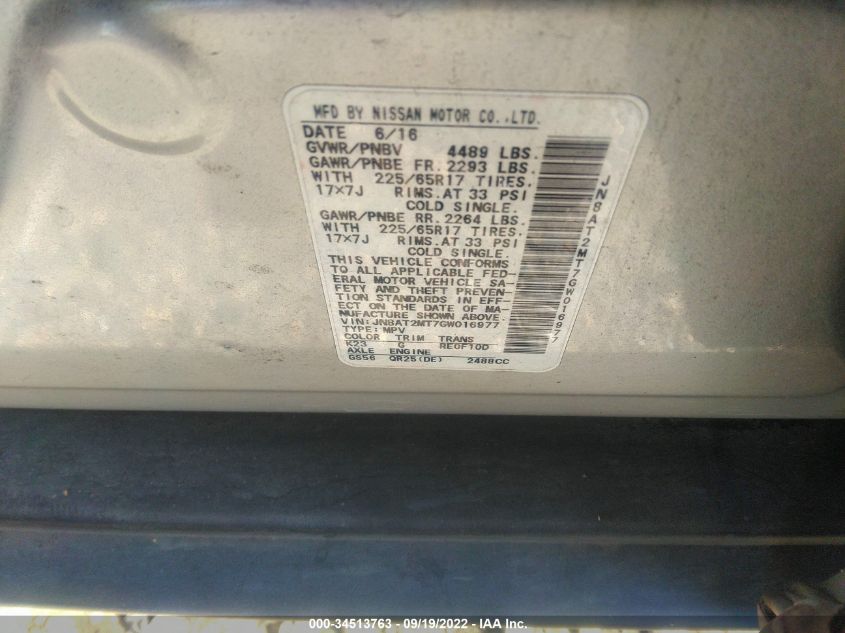 MFD BY NISSAN MOTOR CO.,LTD.
DATE 6/16
GVWR/PNBV 4489 LBS.
GAWR/PNBE FR. 2293 LBS.
WITH 225/65R17 TIRES.
17X7J RIMS.AT 33 PSI
COLD SINGLE.
GAWR/PNBE RR. 2264 LBS.
WITH 225/65R17 TIRES.
17X7J RIMS.AT 33 PSI
COLD SINGLE.
THIS VEHICLE CONFORMS
TO ALL APPLICABLE FED-
ERAL MOTOR VEHICLE SA-
FETY AND THEFT PREVEN-
TION STANDARDS IN EFF-
ECT ON THE DATE OF MA-
NUFACTURE SHOWN ABOVE.
VIN:JN8AT2MT7GW016977
TYPE:MPV
COLOR TRIM TRANS
K23 G RE0F10D
AXLE ENGINE
GS56 QR25(DE) 2488CC
JN8AT2MT7GW016977
000-34513763 - 09/19/2022 - IAA Inc.